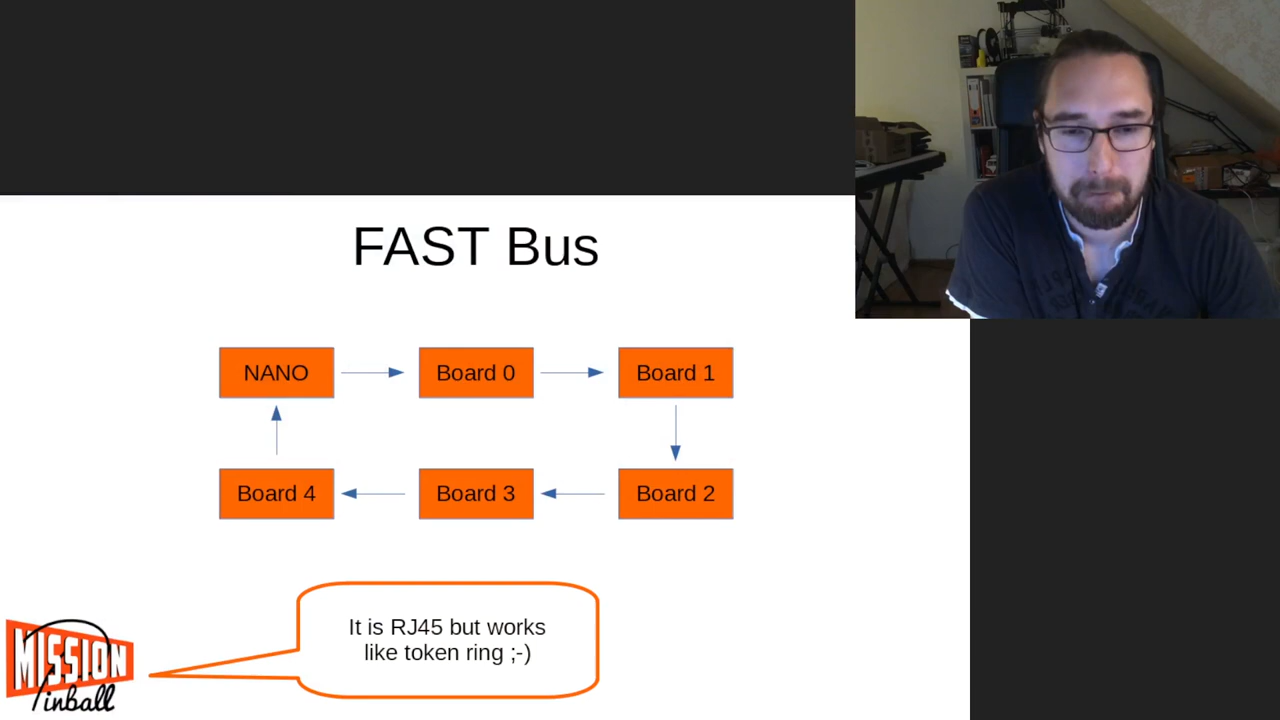 FAST Bus
NANO
Board 0
Board 1
Board 4
Board 3
Board 2
It is RJ45 but works
like token ring ;-)
MISSION
Pinball